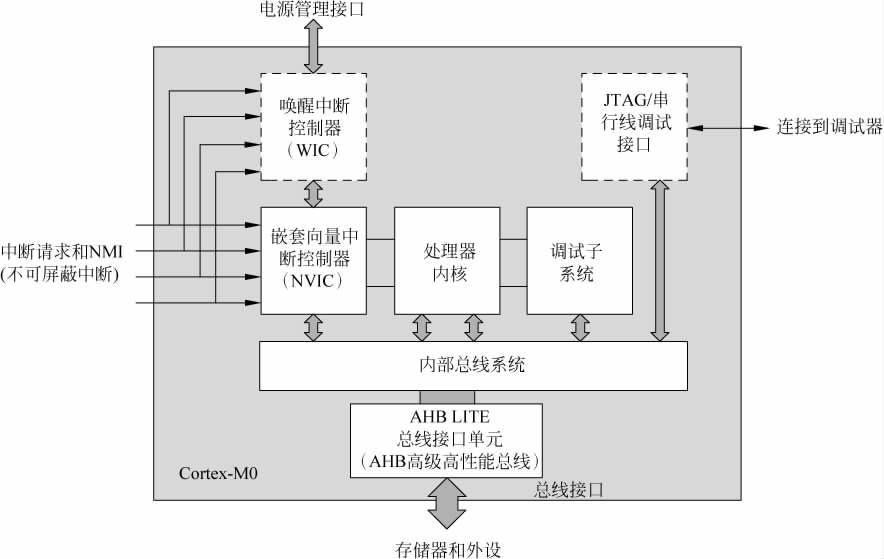 电源管理接口
唤醒中断
控制器
（WIC）
JTAG/串
行线调试
接口
连接到调试器
中断请求和NMI
(不可屏蔽中断)
嵌套向量中
断控制器
（NVIC）
处理器
内核
调试子
系统
内部总线系统
AHB LITE
总线接口单元
（AHB高级高性能总线）
Cortex-M0
总线接口
存储器和外设